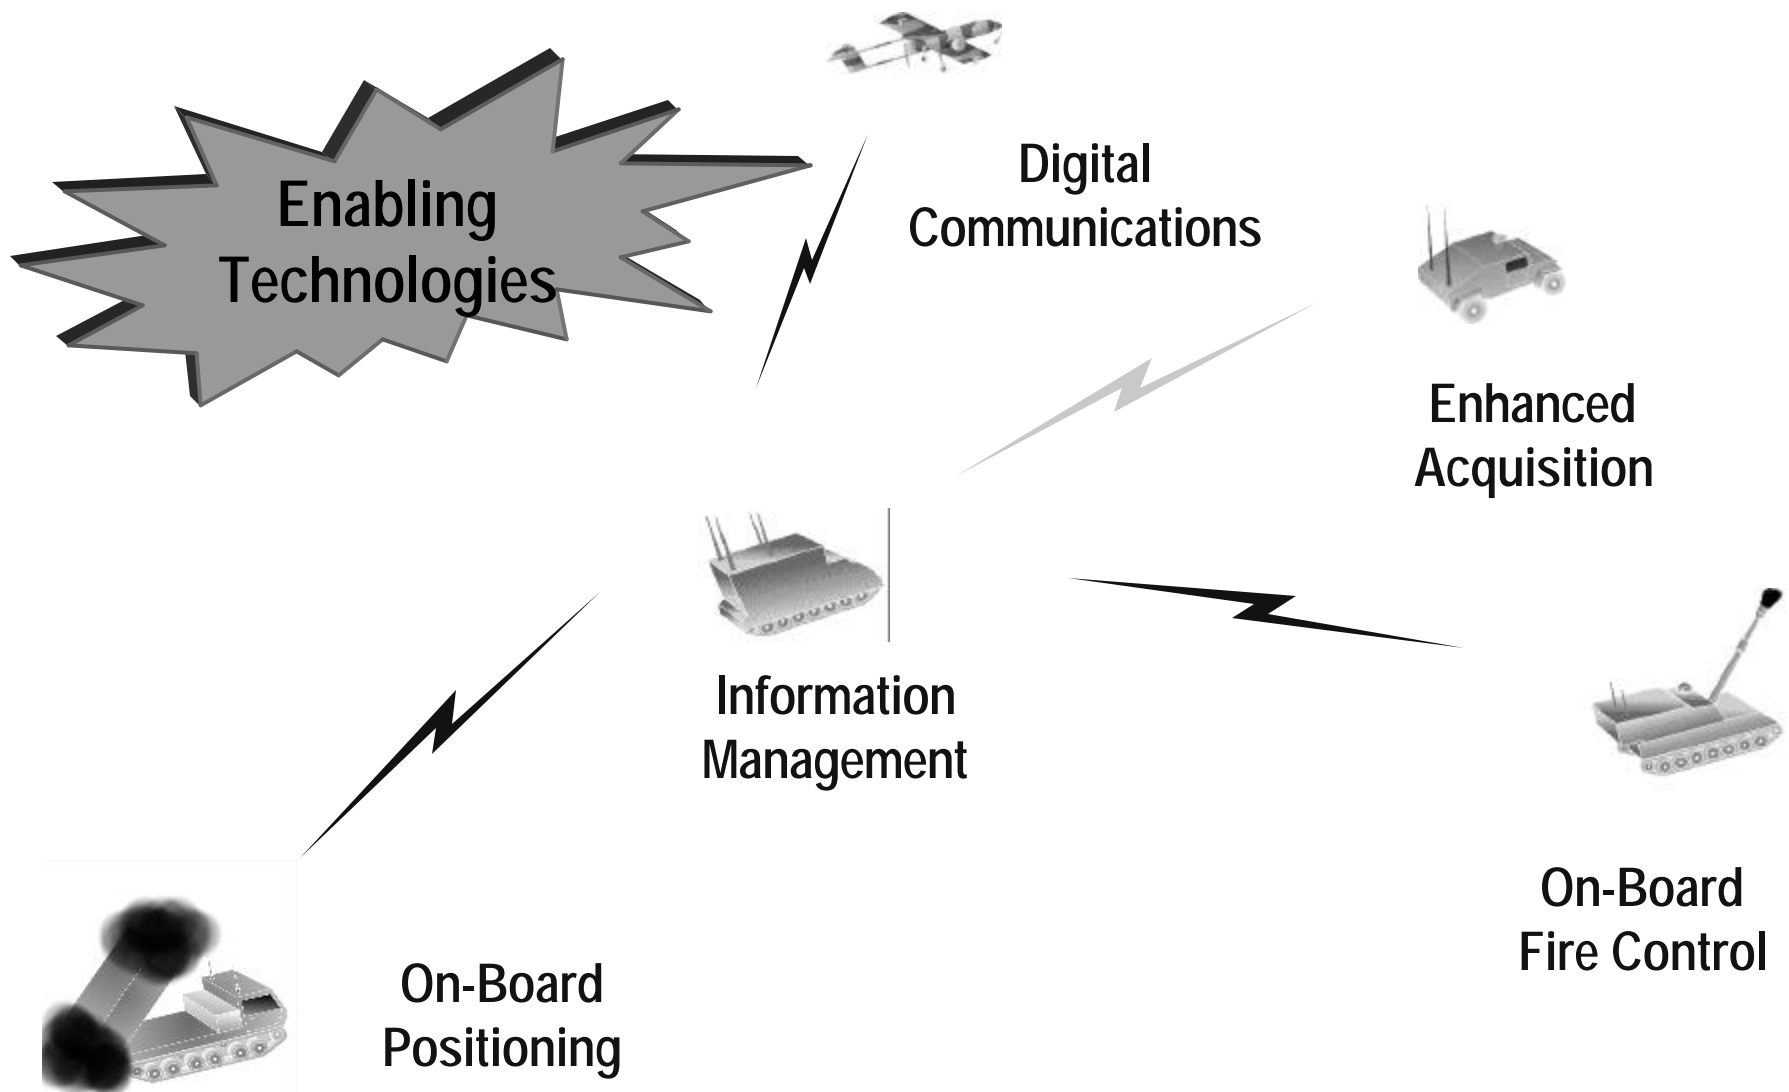 Enabling
Technologies
Digital
Communications
Enhanced
Acquisition
Information
Management
On-Board
Fire Control
On-Board
Positioning